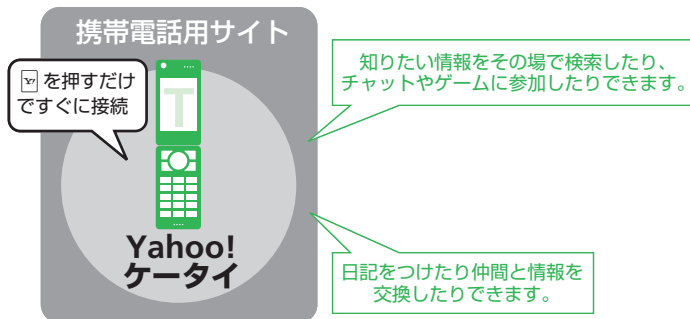 携帯電話用サイト
Y! を押すだけ
ですぐに接続
T
Yahoo!
ケータイ
知りたい情報をその場で検索したり、
チャットやゲームに参加したりできます。
日記をつけたり仲間と情報を
交換したりできます。